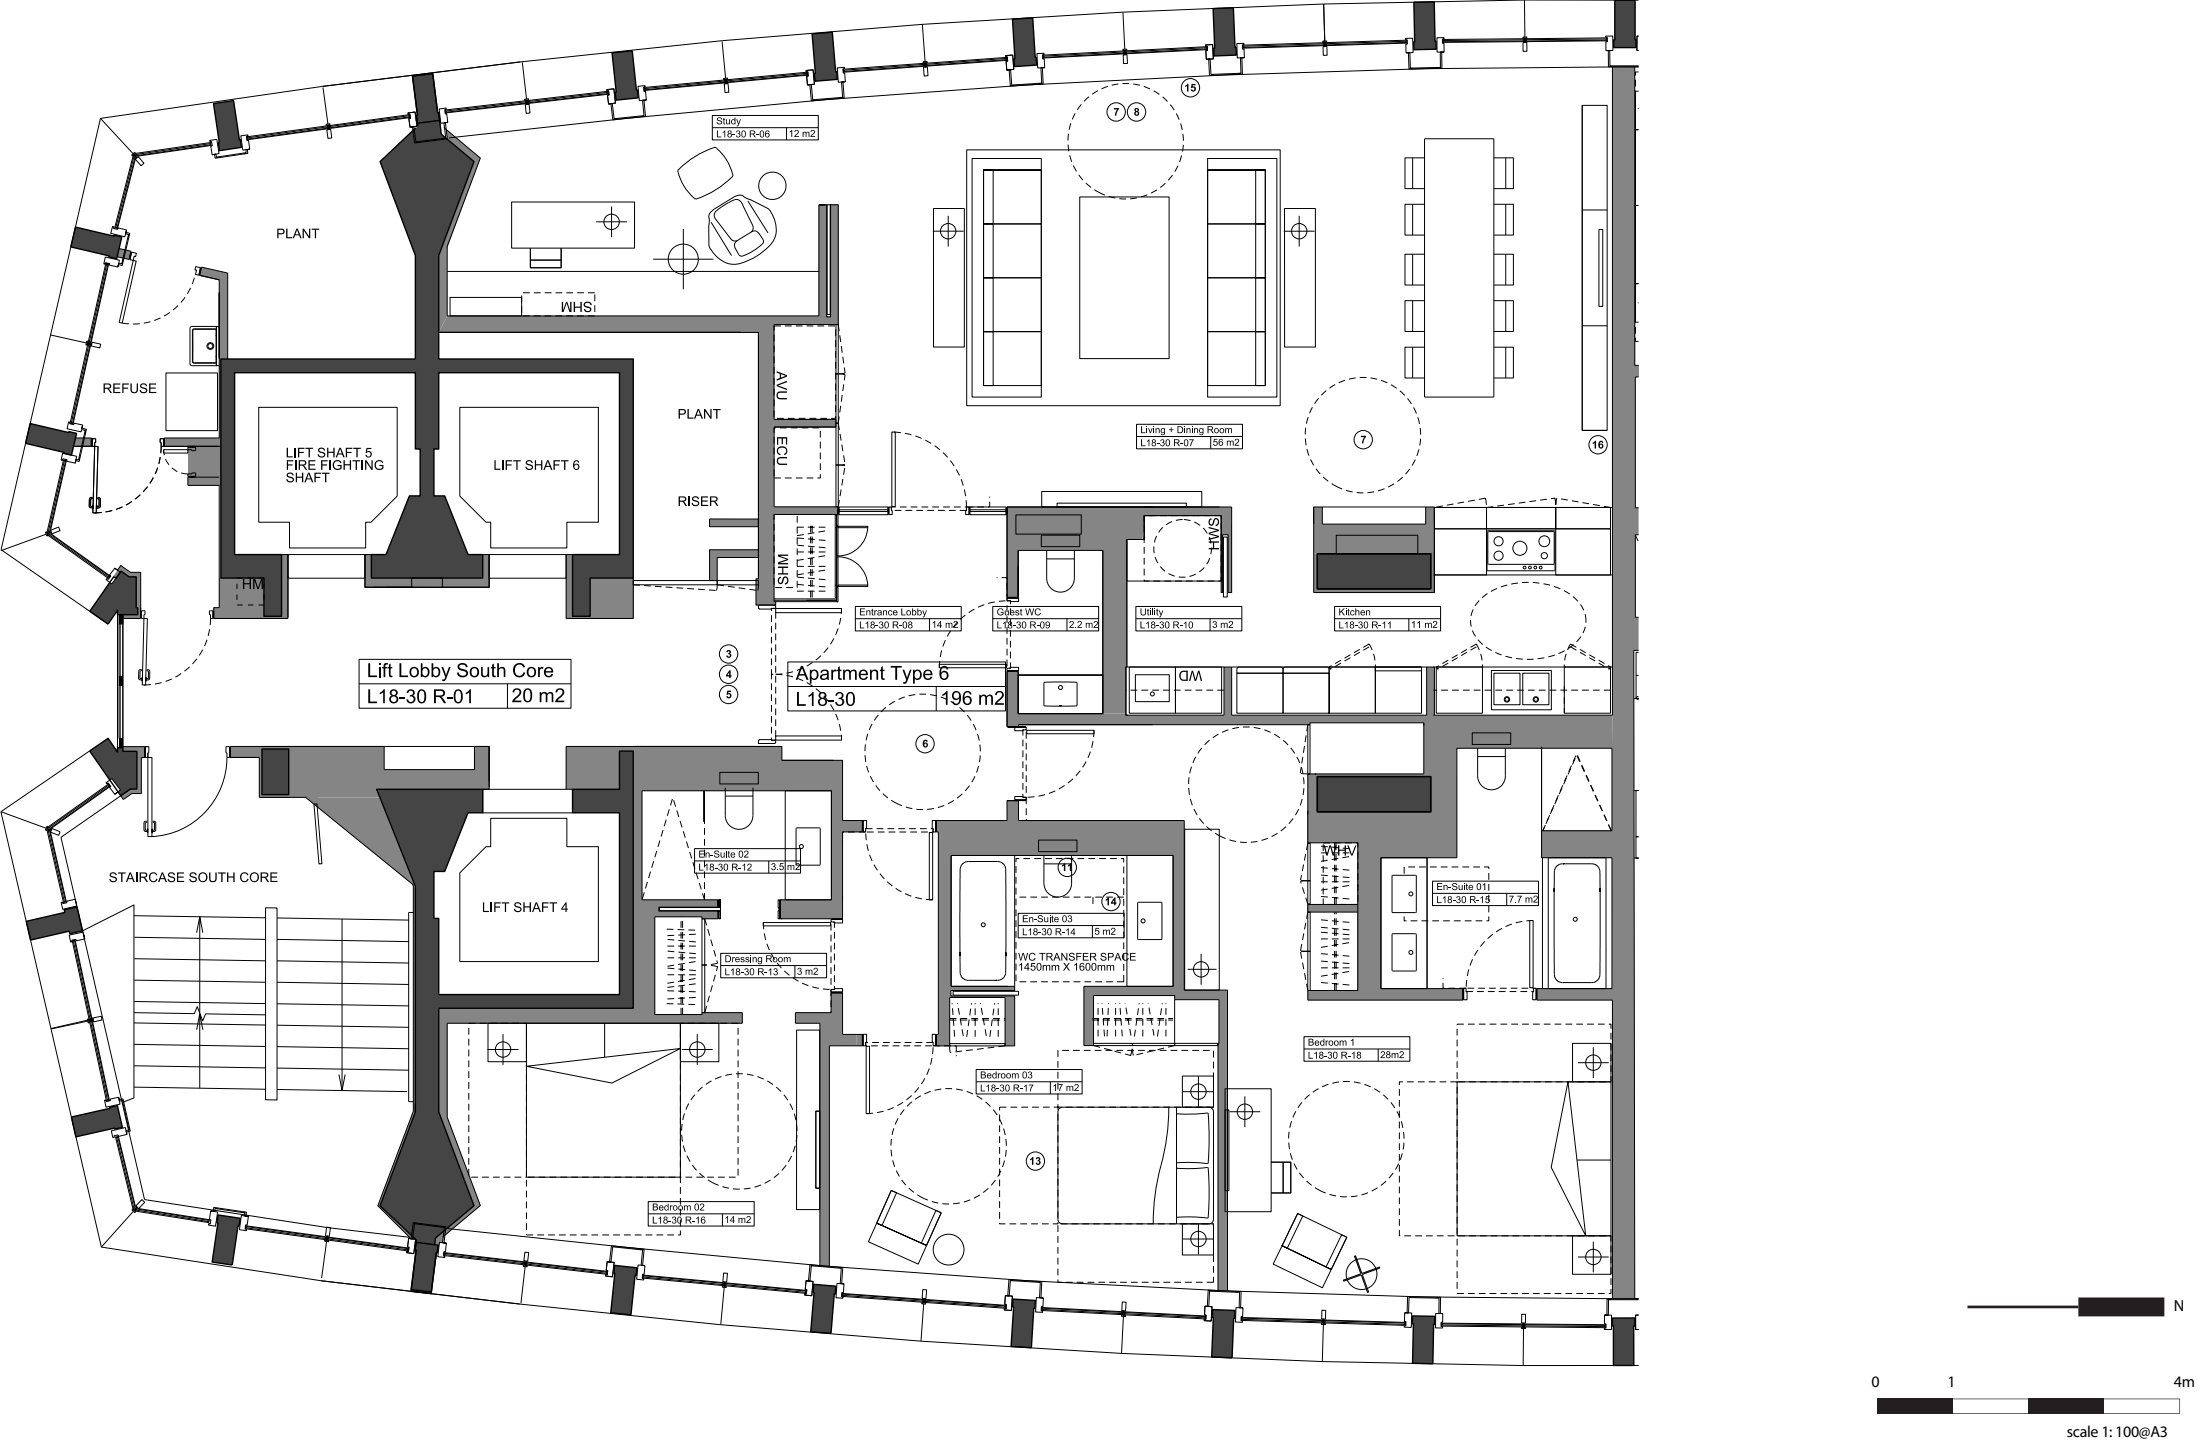 Study
L18-30 R-06 12 m2
15
7 8
PLANT
SHM
REFUSE
AVU
PLANT
ECU
Living + Dining Room
L18-30 R-07 56 m2
7
16
LIFT SHAFT 5
FIRE FIGHTING
SHAFT
LIFT SHAFT 6
RISER
SWH
WHS
HM
Entrance Lobby
L18-30 R-08 14 m2
Guest WC
L18-30 R-09 2.2 m2
Utility
L18-30 R-10 3 m2
Kitchen
L18-30 R-11 11 m2
3
4
5
Lift Lobby South Core
L18-30 R-01 20 m2
Apartment Type 6
L18-30 196 m2
WD
6
En-Suite 02
L18-30 R-12 3.5 m2
WHV
STAIRCASE SOUTH CORE
LIFT SHAFT 4
11
14
En-Suite 03
L18-30 R-14 5 m2
WC TRANSFER SPACE
1450mm X 1600mm
En-Suite 01
L18-30 R-15 7.7 m2
Dressing Room
L18-30 R-13 3 m2
Bedroom 1
L18-30 R-18 28m2
Bedroom 03
L18-30 R-17 17 m2
13
Bedroom 02
L18-30 R-16 14 m2
N
0 1 4m
scale 1: 100@A3